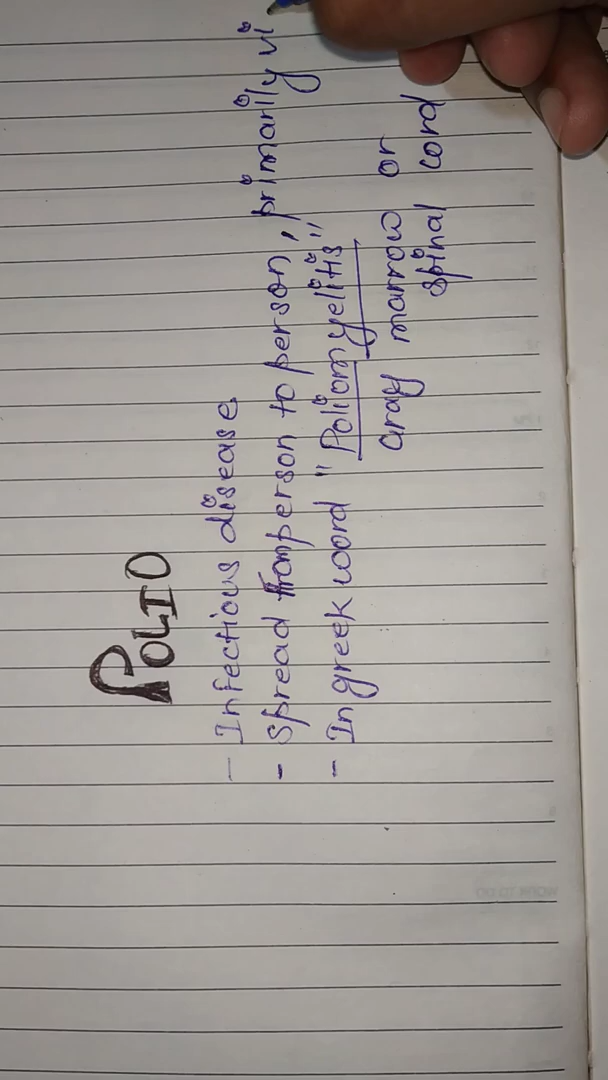 POLIO
- Infectious disease
- Spread from person to person, primarily vi
- In greek word "Poliomyelitis"
Gray marrow or
spinal cord